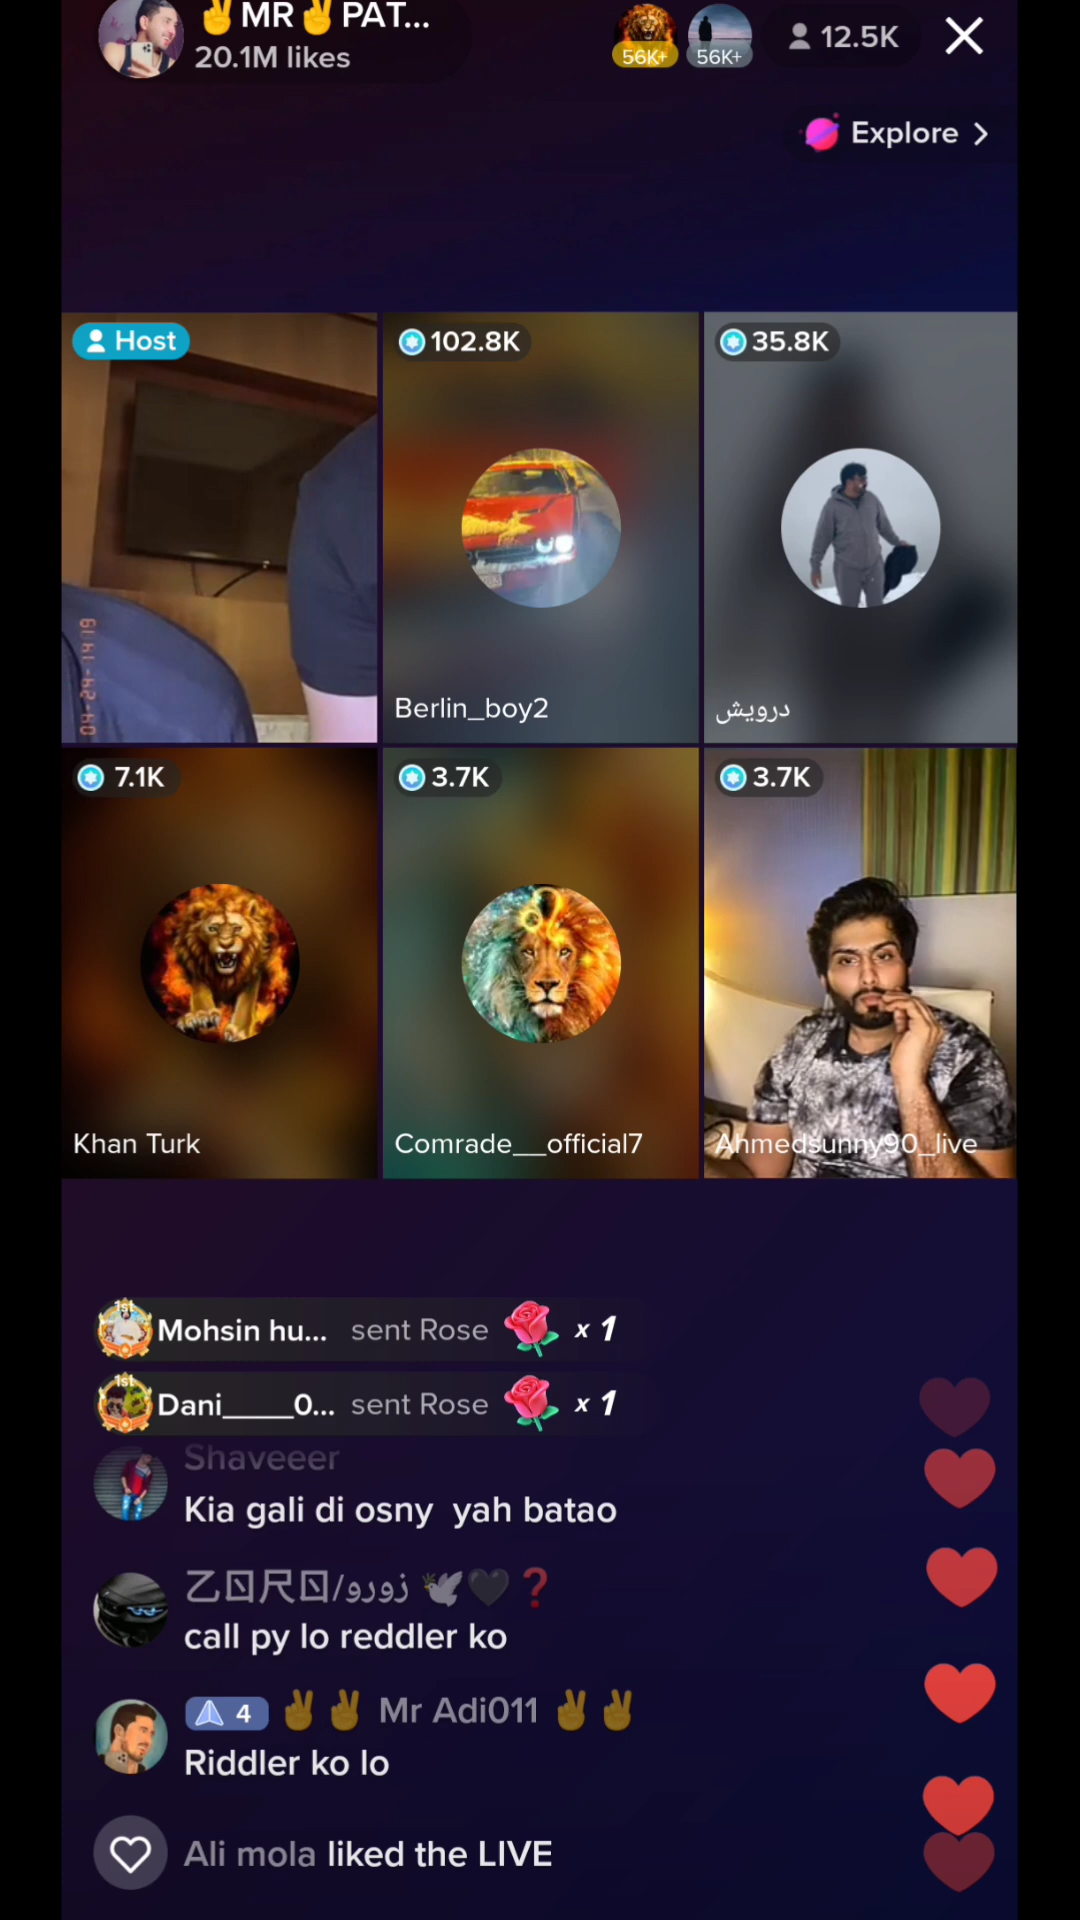 ✌MR✌PAT...
20.1M likes
56K+
56K+
12.5K
Explore
Host
102.8K
35.8K
Berlin_boy2
درویش
7.1K
3.7K
3.7K
Khan Turk
Comrade__official7
Ahmedsunny90_live
1st
Mohsin hu... sent Rose x 1
1st
Dani____0... sent Rose x 1
Shaveeer
Kia gali di osny yah batao
/زورو 🕊🖤❓
call py lo reddler ko
4 ✌✌ Mr Adi011 ✌✌
Riddler ko lo
Ali mola liked the LIVE